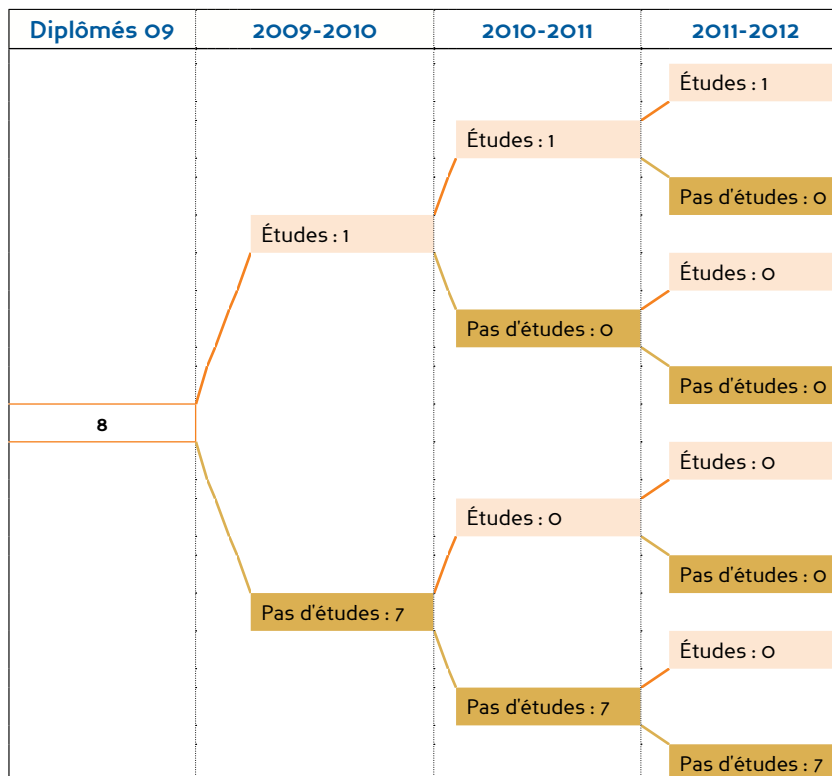 Diplômés 09 2009-2010 2010-2011 2011-2012
Études : 1
Études : 1
Pas d'études : 0
Études : 1
Études : 0
Pas d'études : 0
Pas d'études : 0
8
Études : 0
Études : 0
Pas d'études : 0
Pas d'études : 7
Études : 0
Pas d'études : 7
Pas d'études : 7